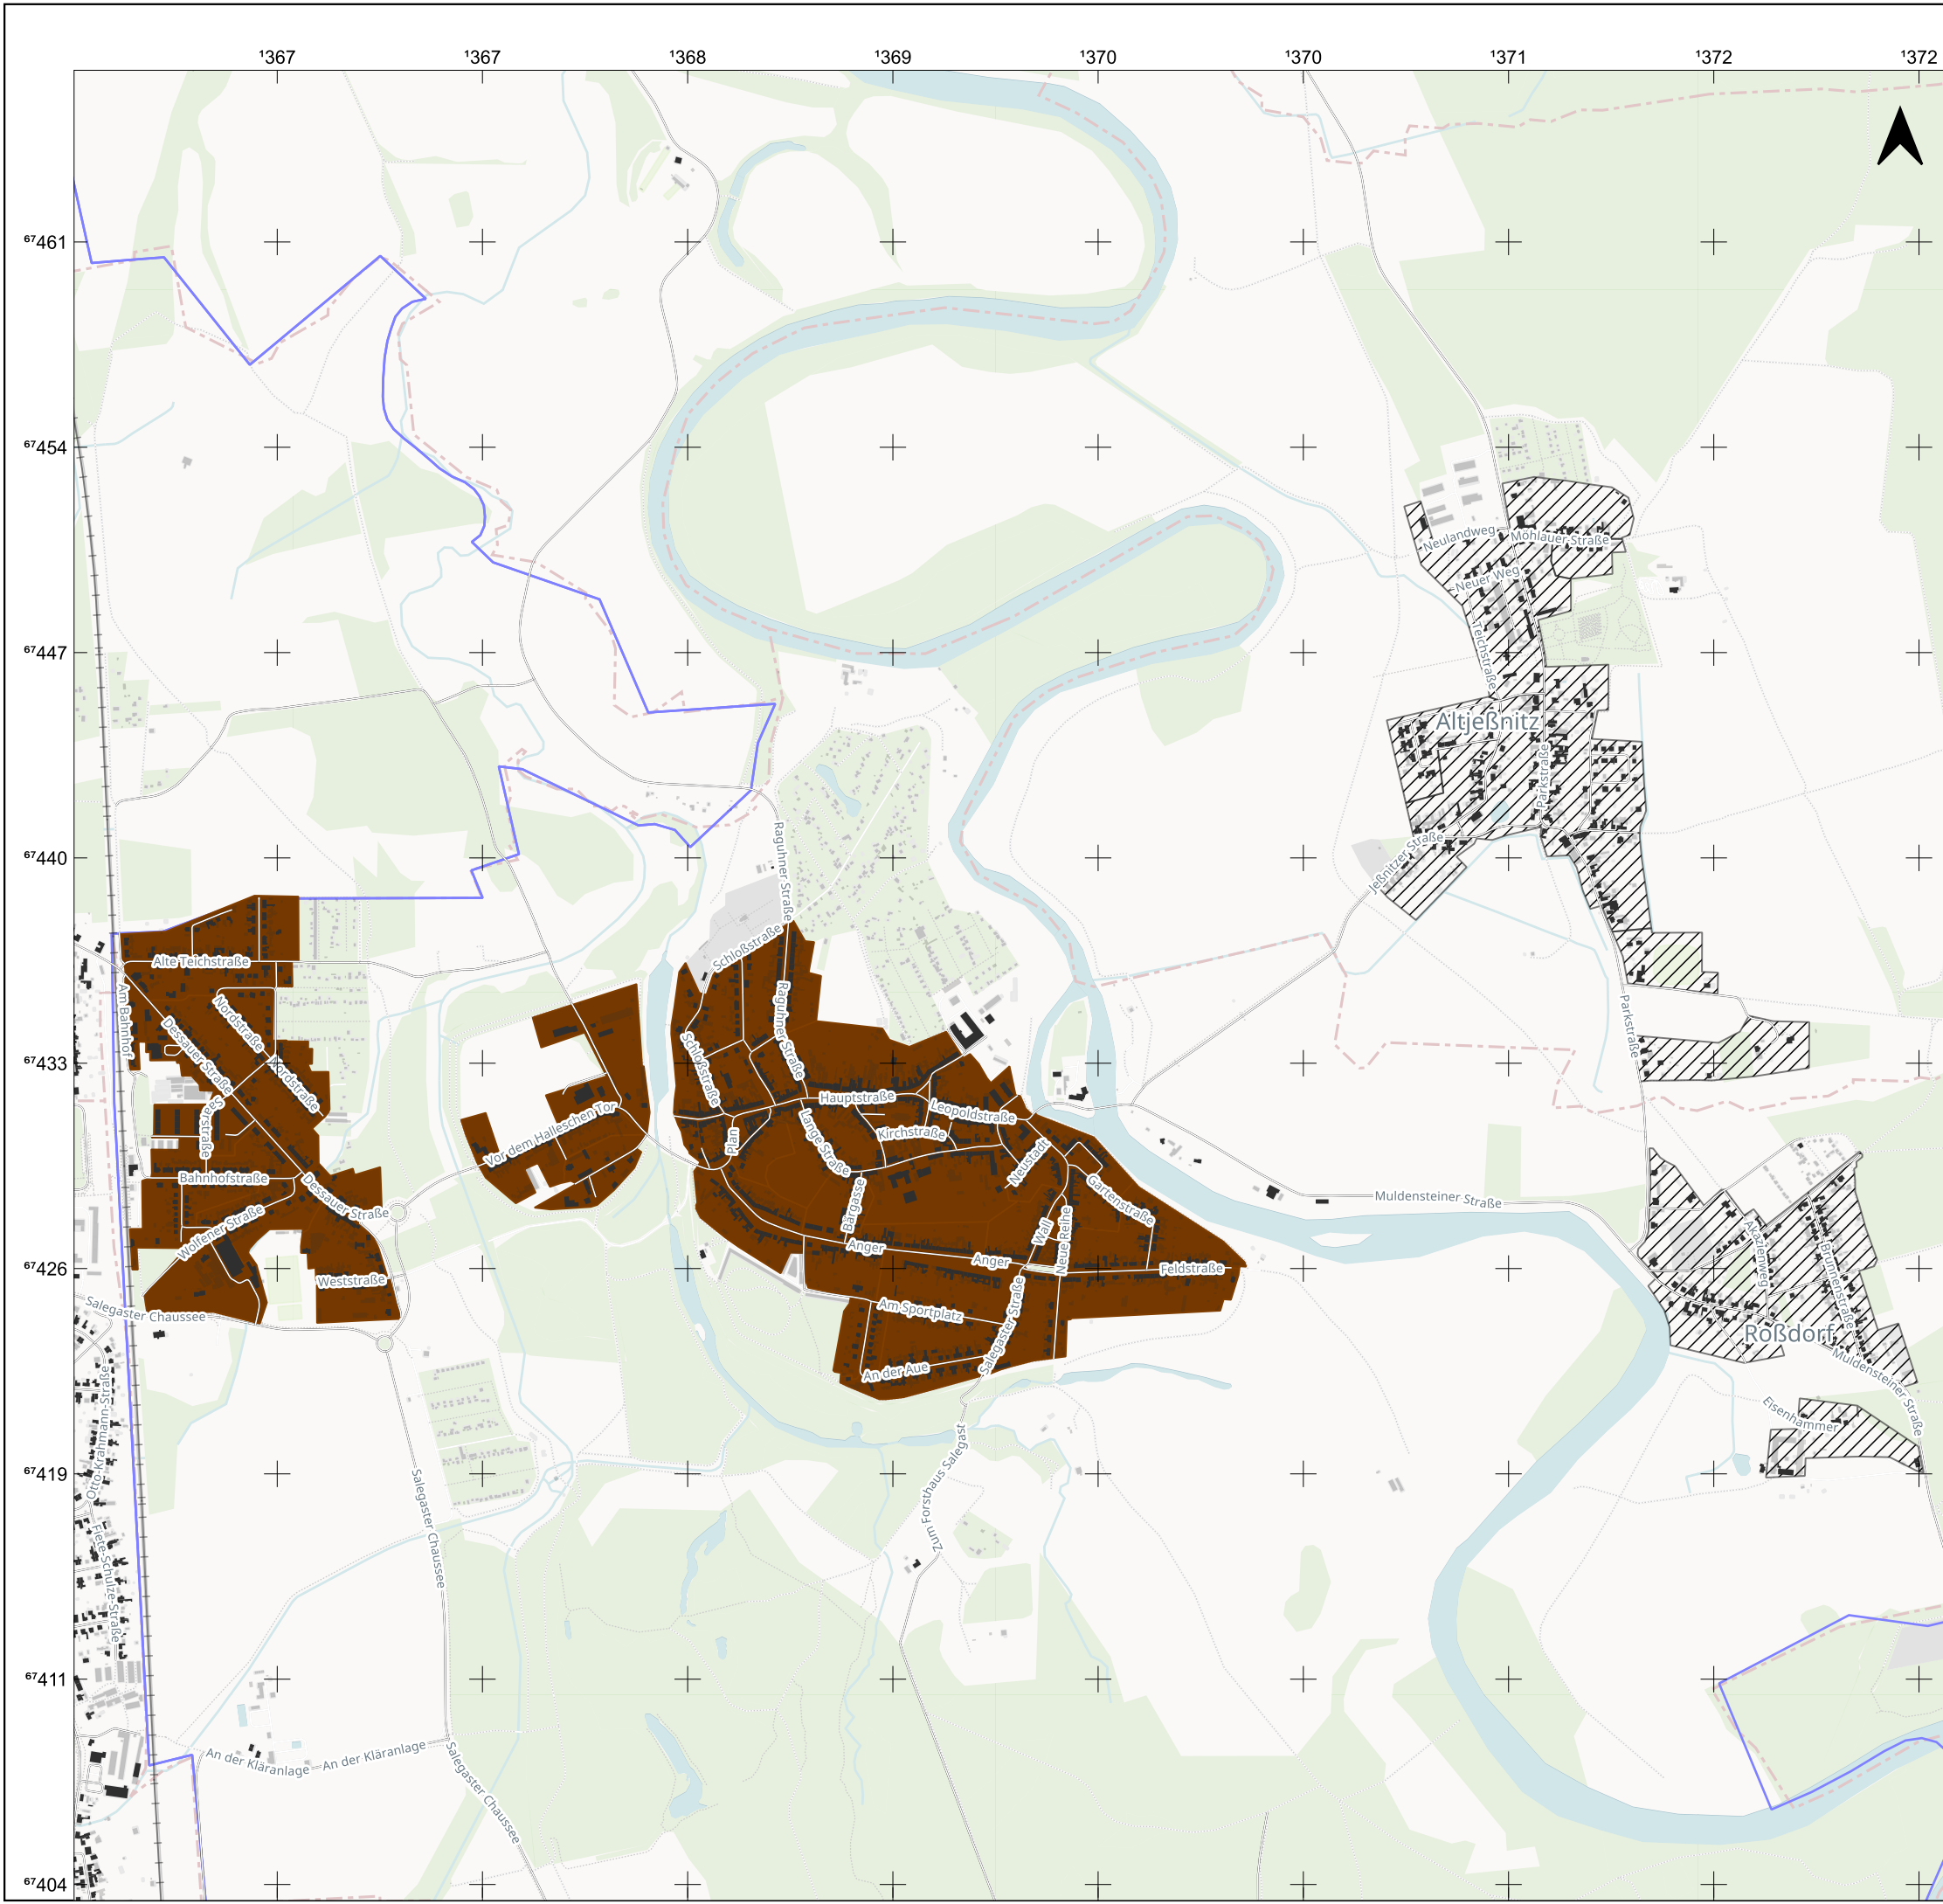 ¹367 ¹367 ¹368 ¹369 ¹370 ¹370 ¹371 ¹372 ¹372
⁶⁷461
⁶⁷454
Neulandweg
Möhlauer-Straße
Neuer Weg
Teichstraße
⁶⁷447
Altjeßnitz
Parkstraße
Raguhner Straße
Jeßnitzer Straße
⁶⁷440
Schloßstraße
Alte Teichstraße
Am Bahnhof
Nordstraße
Dessauer Straße
Raguhner Straße
Parkstraße
⁶⁷433
Schloßstraße
Nordstraße
Hauptstraße
Leopoldstraße
Vor dem Halleschen Tor
Plan
Lange Straße
Kirchstraße
Neustadt
Bahnhofstraße
Dessauer Straße
Bärgasse
Gartenstraße
Muldensteiner Straße
Wolfener Straße
Wall
Neue Reihe
Akazienweg
Brunnenstraße
Anger
Anger
⁶⁷426
Feldstraße
Weststraße
Salegaster Chaussee
Am Sportplatz
Salegaster Straße
Roßdorf
An der Aue
Muldensteiner Straße
Eisenhammer
Otto-Krahmann-Straße
⁶⁷419
Zum Forsthaus Salegast
Salegaster Chaussee
Fiete-Schulze-Straße
⁶⁷411
An der Kläranlage
An der Kläranlage
Salegaster Chaussee
⁶⁷404